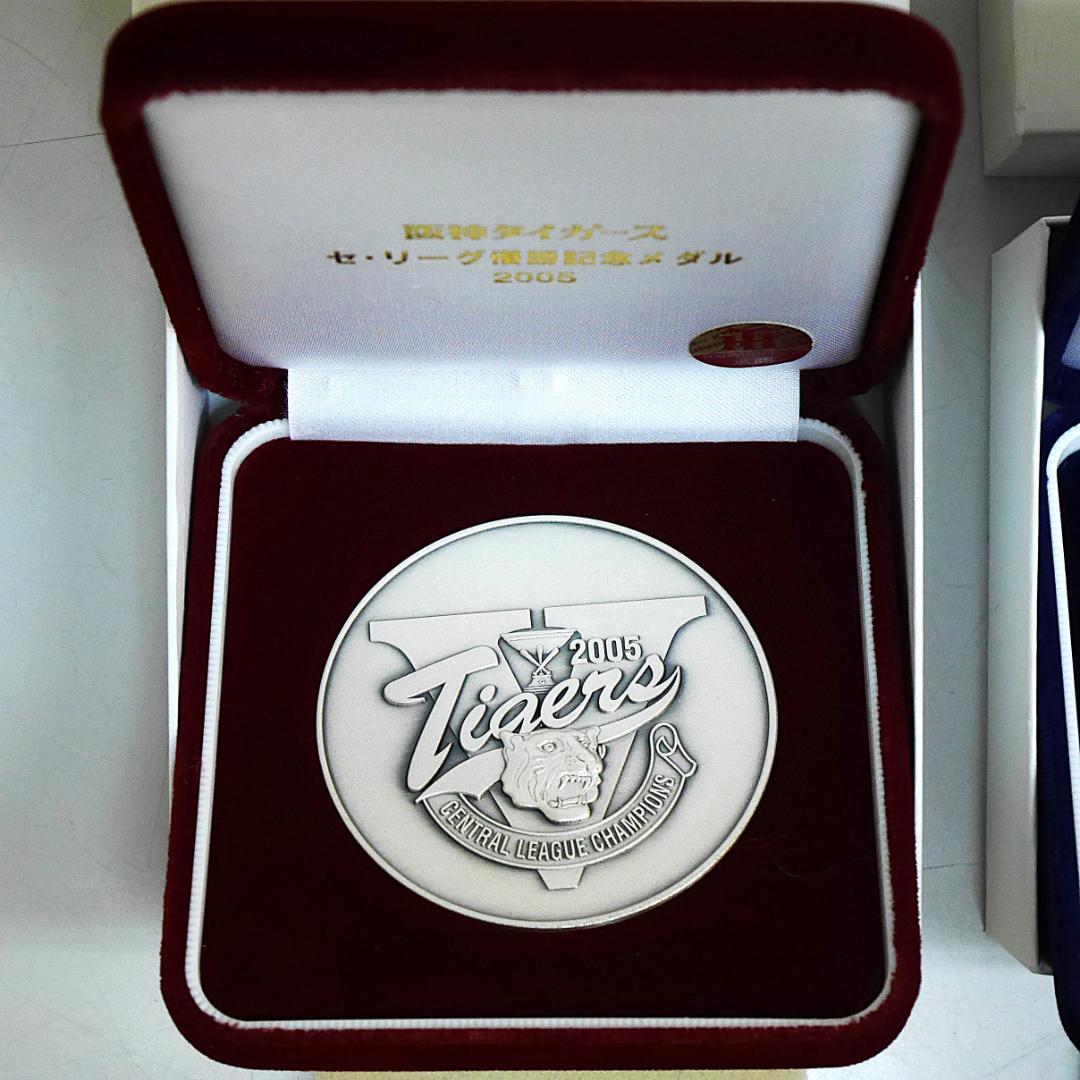 阪神タイガース
セ・リーグ優勝記念メダル
2005
2005
Tigers
CENTRAL LEAGUE CHAMPIONS